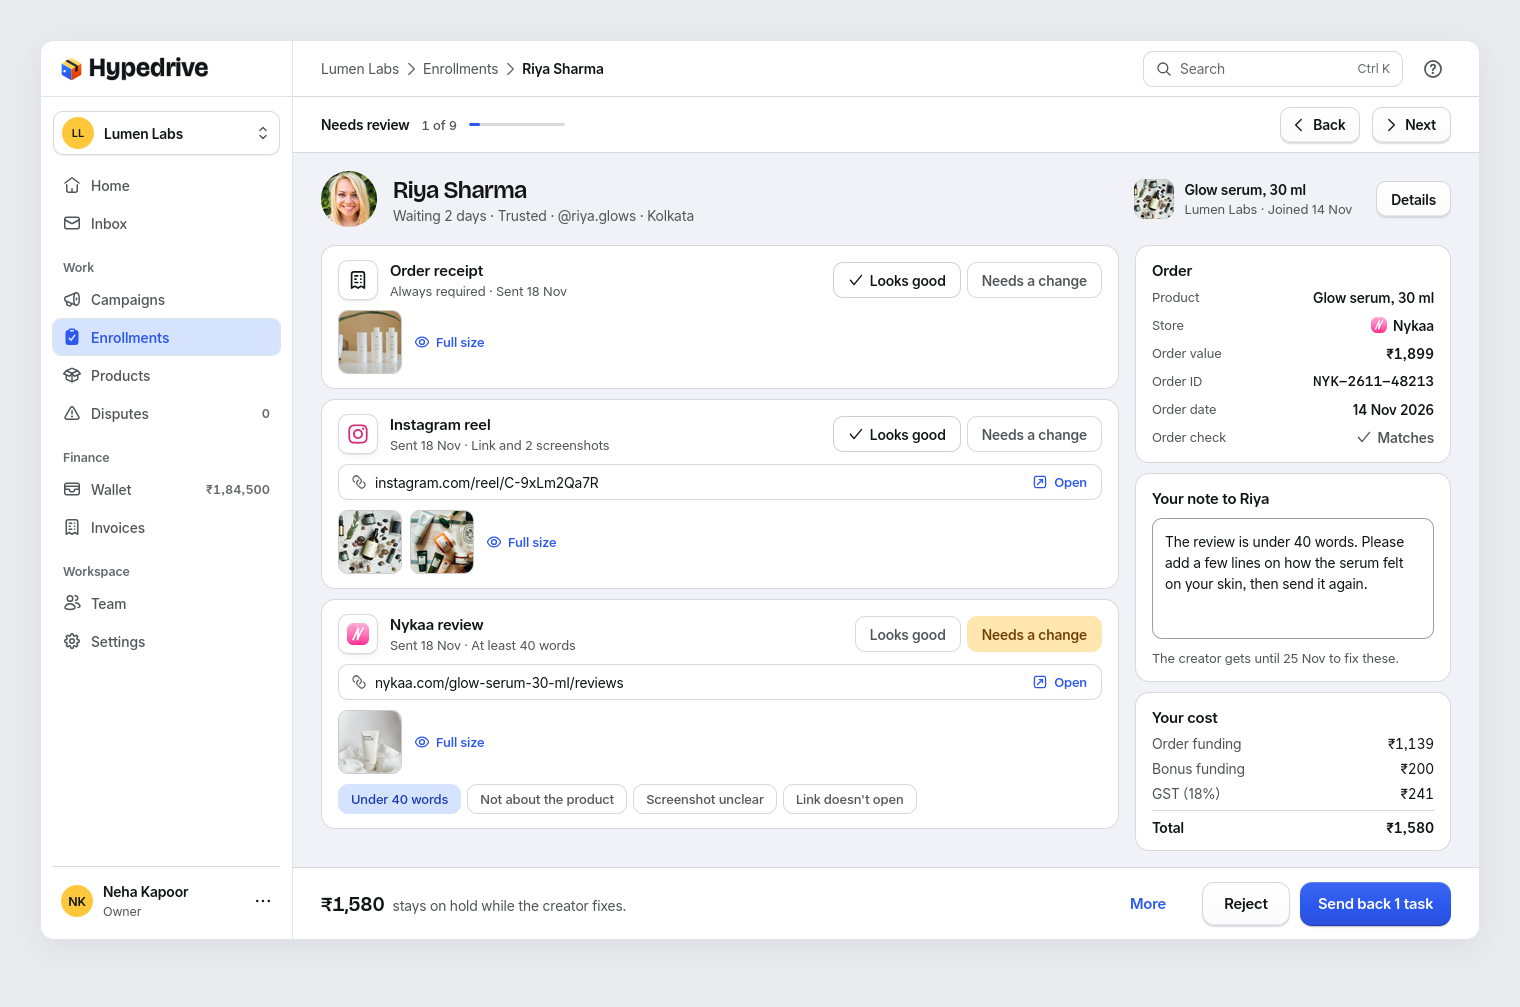 Hypedrive
LL Lumen Labs
Home
Inbox
Work
Campaigns
Enrollments
Products
Disputes 0
Finance
Wallet ₹1,84,500
Invoices
Workspace
Team
Settings
NK Neha Kapoor
Owner
Lumen Labs > Enrollments > Riya Sharma
Search Ctrl K
Needs review 1 of 9
Back
Next
Riya Sharma
Waiting 2 days · Trusted · @riya.glows · Kolkata
Glow serum, 30 ml
Lumen Labs · Joined 14 Nov
Details
Order receipt
Always required · Sent 18 Nov
Looks good
Needs a change
Full size
Instagram reel
Sent 18 Nov · Link and 2 screenshots
Looks good
Needs a change
instagram.com/reel/C-9xLm2Qa7R
Open
Full size
Nykaa review
Sent 18 Nov · At least 40 words
Looks good
Needs a change
nykaa.com/glow-serum-30-ml/reviews
Open
Full size
Under 40 words
Not about the product
Screenshot unclear
Link doesn't open
Order
Product Glow serum, 30 ml
Store Nykaa
Order value ₹1,899
Order ID NYK–2611–48213
Order date 14 Nov 2026
Order check Matches
Your note to Riya
The review is under 40 words. Please
add a few lines on how the serum felt
on your skin, then send it again.
The creator gets until 25 Nov to fix these.
Your cost
Order funding ₹1,139
Bonus funding ₹200
GST (18%) ₹241
Total ₹1,580
₹1,580 stays on hold while the creator fixes.
More
Reject
Send back 1 task